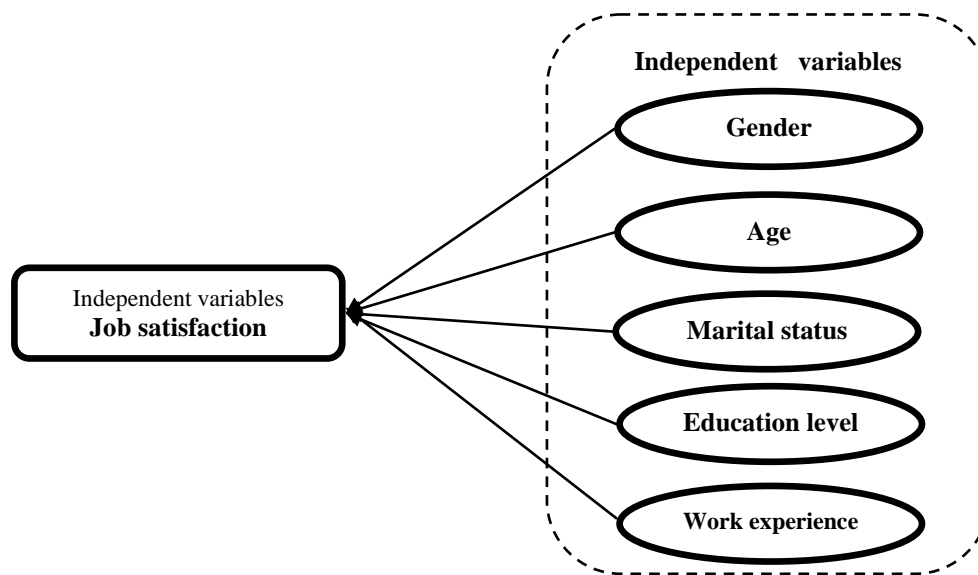 Independent variables
Gender
Age
Independent variables
Job satisfaction
Marital status
Education level
Work experience